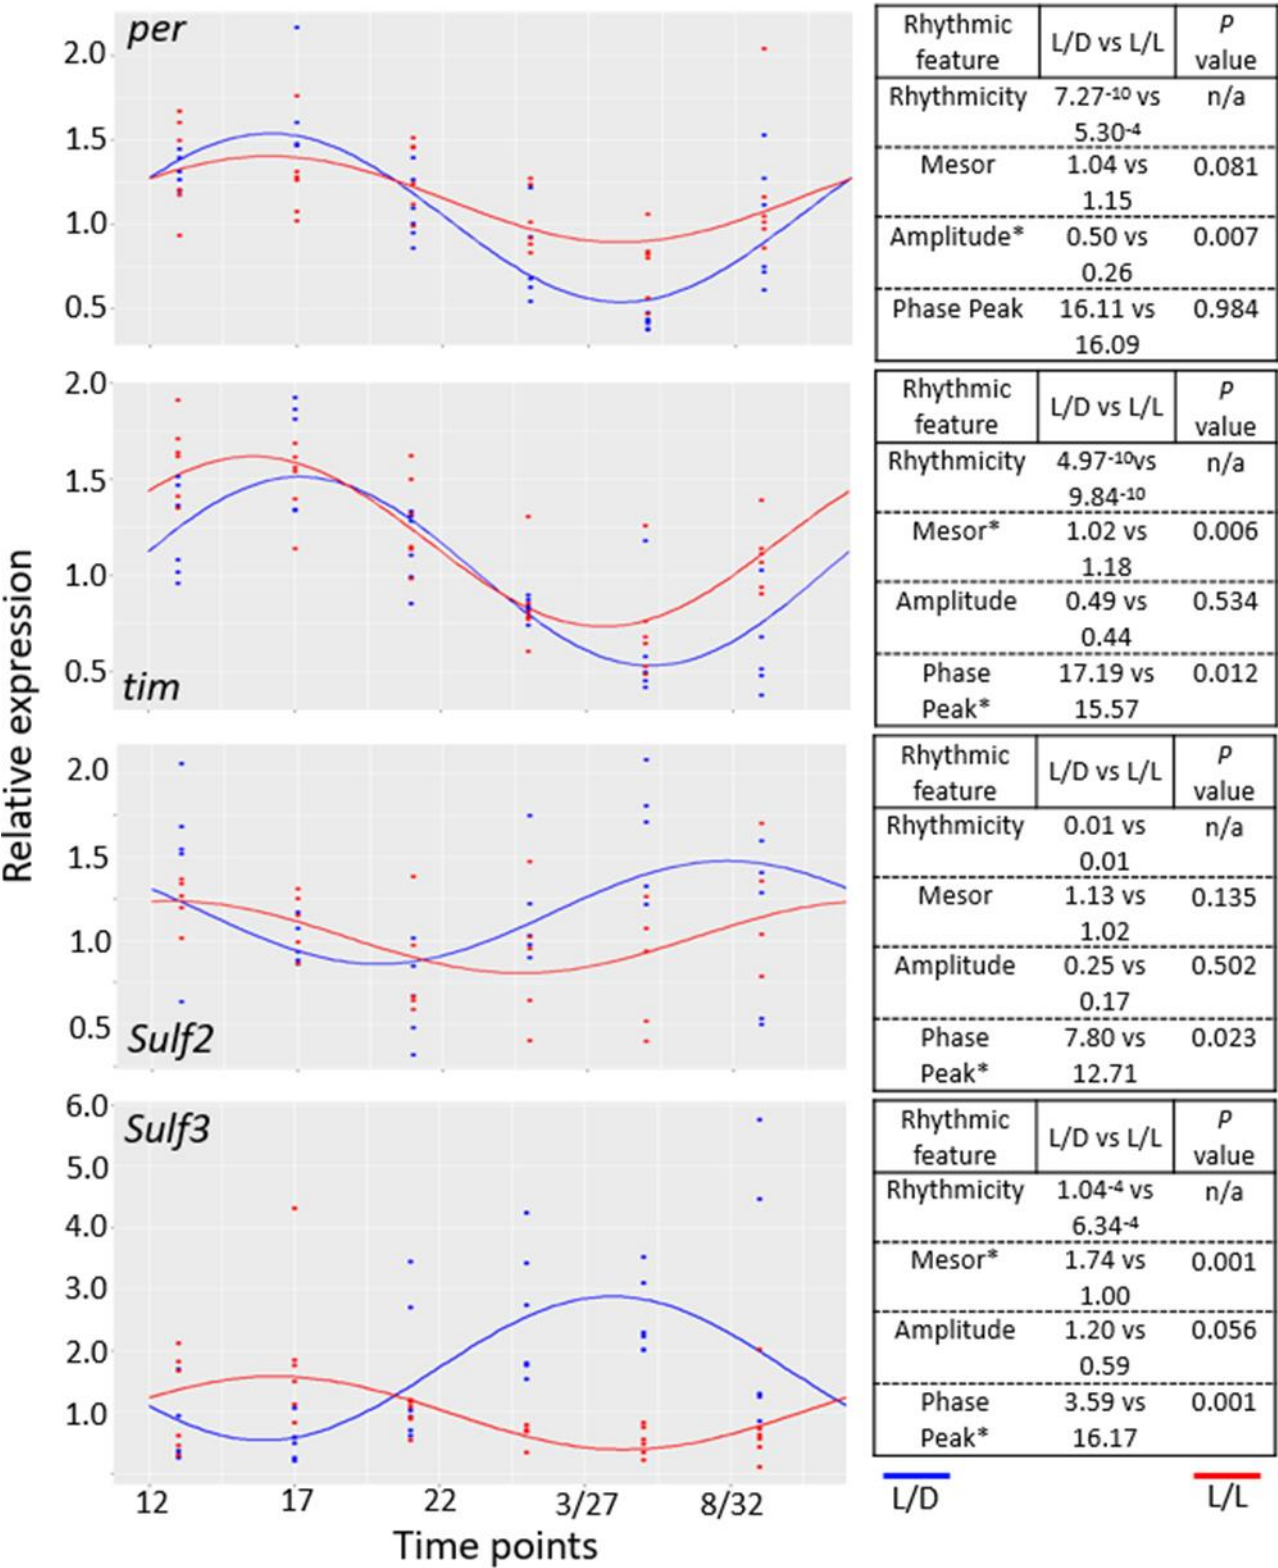 per
2.0
1.5
1.0
0.5
Rhythmic feature L/D vs L/L P value
Rhythmicity 7.27-10 vs 5.30-4 n/a
Mesor 1.04 vs 1.15 0.081
Amplitude* 0.50 vs 0.26 0.007
Phase Peak 16.11 vs 16.09 0.984
2.0
1.5
1.0
0.5
tim
Rhythmic feature L/D vs L/L P value
Rhythmicity 4.97-10vs 9.84-10 n/a
Mesor* 1.02 vs 1.18 0.006
Amplitude 0.49 vs 0.44 0.534
Phase Peak* 17.19 vs 15.57 0.012
Relative expression
2.0
1.5
1.0
0.5
Sulf2
Rhythmic feature L/D vs L/L P value
Rhythmicity 0.01 vs 0.01 n/a
Mesor 1.13 vs 1.02 0.135
Amplitude 0.25 vs 0.17 0.502
Phase Peak* 7.80 vs 12.71 0.023
Sulf3
6.0
5.0
4.0
3.0
2.0
1.0
Rhythmic feature L/D vs L/L P value
Rhythmicity 1.04-4 vs 6.34-4 n/a
Mesor* 1.74 vs 1.00 0.001
Amplitude 1.20 vs 0.59 0.056
Phase Peak* 3.59 vs 16.17 0.001
12 17 22 3/27 8/32
Time points
L/D L/L